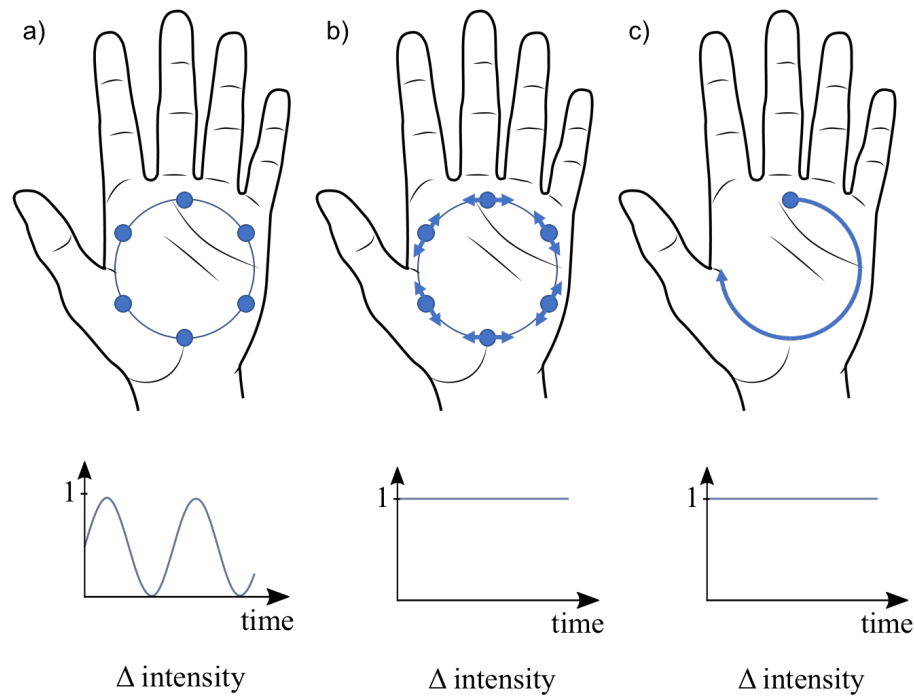 a)
b)
c)
1
time
Δ intensity
1
time
Δ intensity
1
time
Δ intensity